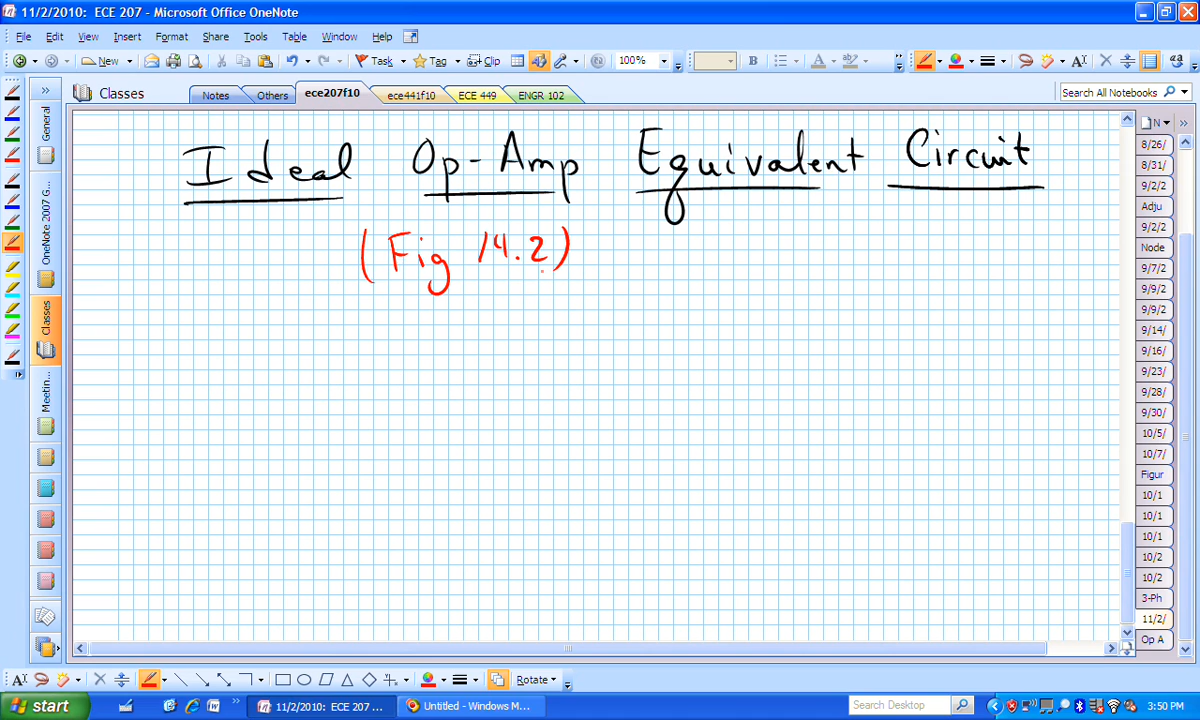 11/2/2010: ECE 207 - Microsoft Office OneNote
File Edit View Insert Format Share Tools Table Window Help
New Task Tag Clip 100% B A ab A
Classes Notes Others ece207f10 ece441f10 ECE 449 ENGR 102 Search All Notebooks
General
OneNote 2007 G...
Classes
Meetin...
Ideal Op-Amp Equivalent Circuit
(Fig 14.2)
N
8/26/
8/31/
9/2/2
Adju
9/2/2
Node
9/7/2
9/9/2
9/9/2
9/14/
9/16/
9/23/
9/28/
9/30/
10/5/
10/7/
Figur
10/1
10/1
10/1
10/2
10/2
3-Ph
11/2/
Op A
A Rotate
start 11/2/2010: ECE 207 ... Untitled - Windows M... Search Desktop 3:50 PM